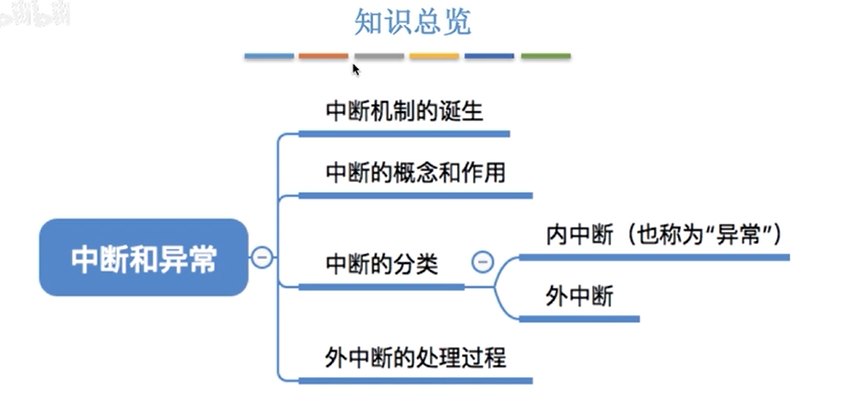 知识总览
中断机制的诞生
中断的概念和作用
中断和异常
中断的分类
内中断（也称为“异常”）
外中断
外中断的处理过程